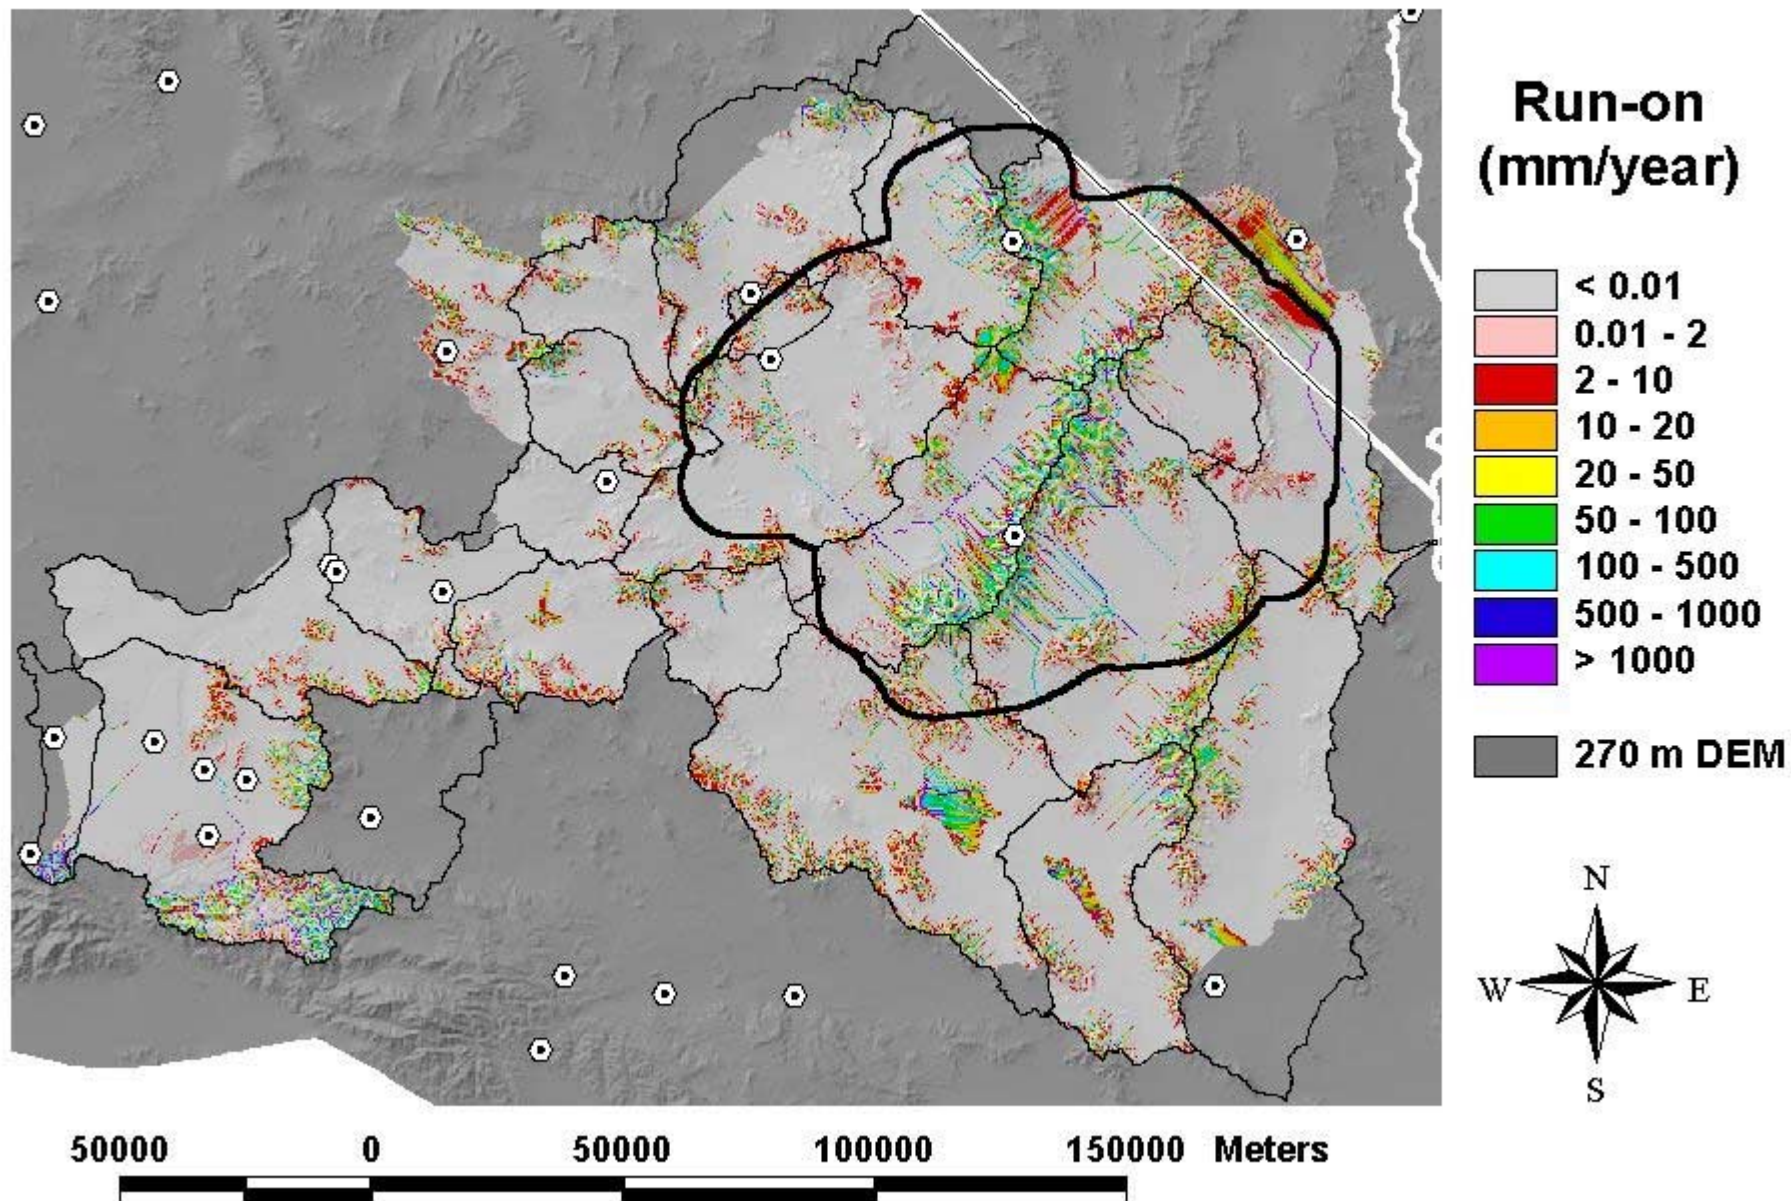 Run-on
(mm/year)
< 0.01
0.01 - 2
2 - 10
10 - 20
20 - 50
50 - 100
100 - 500
500 - 1000
> 1000
270 m DEM
N
W E
S
50000 0 50000 100000 150000 Meters